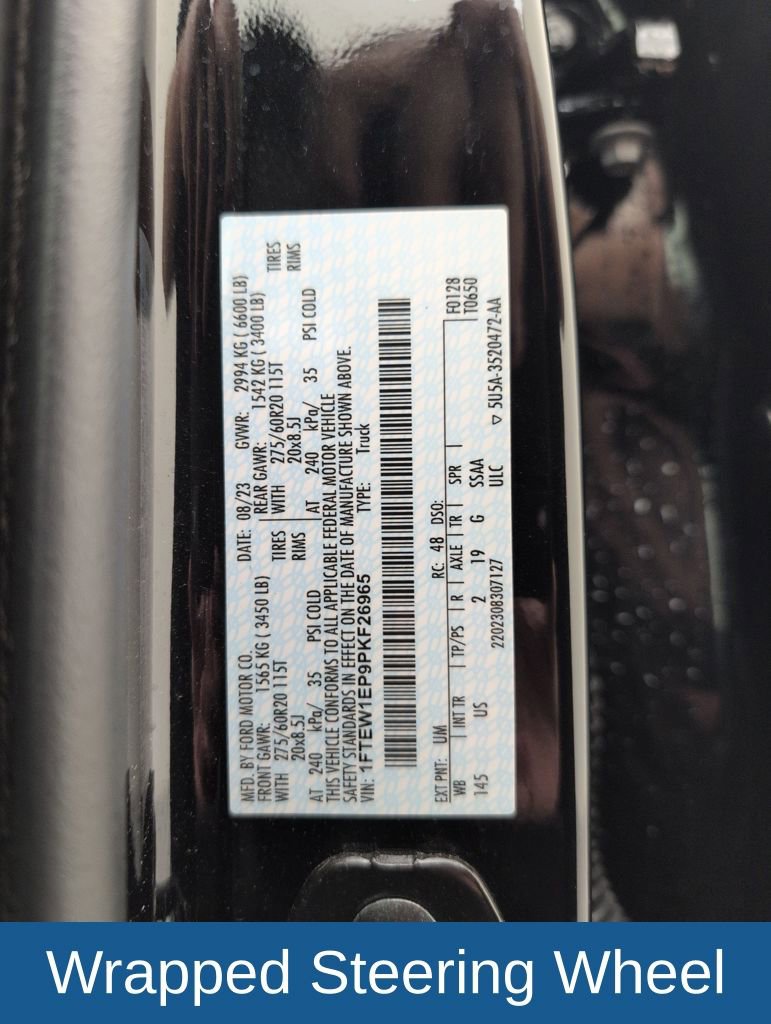 MFD. BY FORD MOTOR CO.
DATE: 08/23
GVWR: 2994 KG ( 6600 LB)
FRONT GAWR: 1565 KG ( 3450 LB)
REAR GAWR: 1542 KG ( 3400 LB)
WITH 275/60R20 115T TIRES
WITH 275/60R20 115T TIRES
20x8.5J RIMS
20x8.5J RIMS
AT 240 kPa/ 35 PSI COLD
AT 240 kPa/ 35 PSI COLD
THIS VEHICLE CONFORMS TO ALL APPLICABLE FEDERAL MOTOR VEHICLE
SAFETY STANDARDS IN EFFECT ON THE DATE OF MANUFACTURE SHOWN ABOVE.
VIN: 1FTEW1EP9PKF26965 TYPE: Truck
F0128
T0650
EXT PNT: UM RC: 48 DSO:
WB INT TR TP/PS R AXLE TR SPR
145 US 2 19 G SSAA
2202308307127 ULC ▽ 5U5A-3520472-AA
Wrapped Steering Wheel